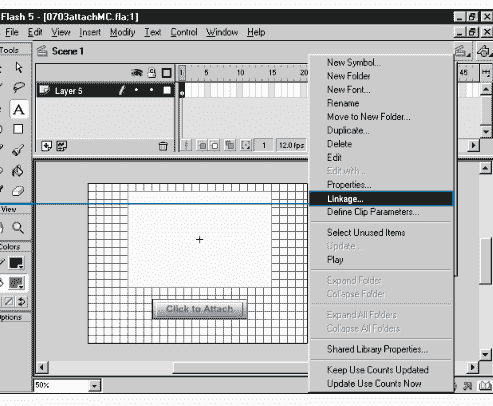 Flash 5 - [0703attachMC.fla:1]
File Edit View Insert Modify Text Control Window Help
Tools
Scene 1
1 5 10 15 20 45
Layer 5
1 12.0 fps
View
Colors
Options
Click to Attach
50%
New Symbol...
New Folder
New Font...
Rename
Move to New Folder...
Duplicate...
Delete
Edit
Edit with...
Properties...
Linkage...
Define Clip Parameters...
Select Unused Items
Update...
Play
Expand Folder
Collapse Folder
Expand All Folders
Collapse All Folders
Shared Library Properties...
Keep Use Counts Updated
Update Use Counts Now